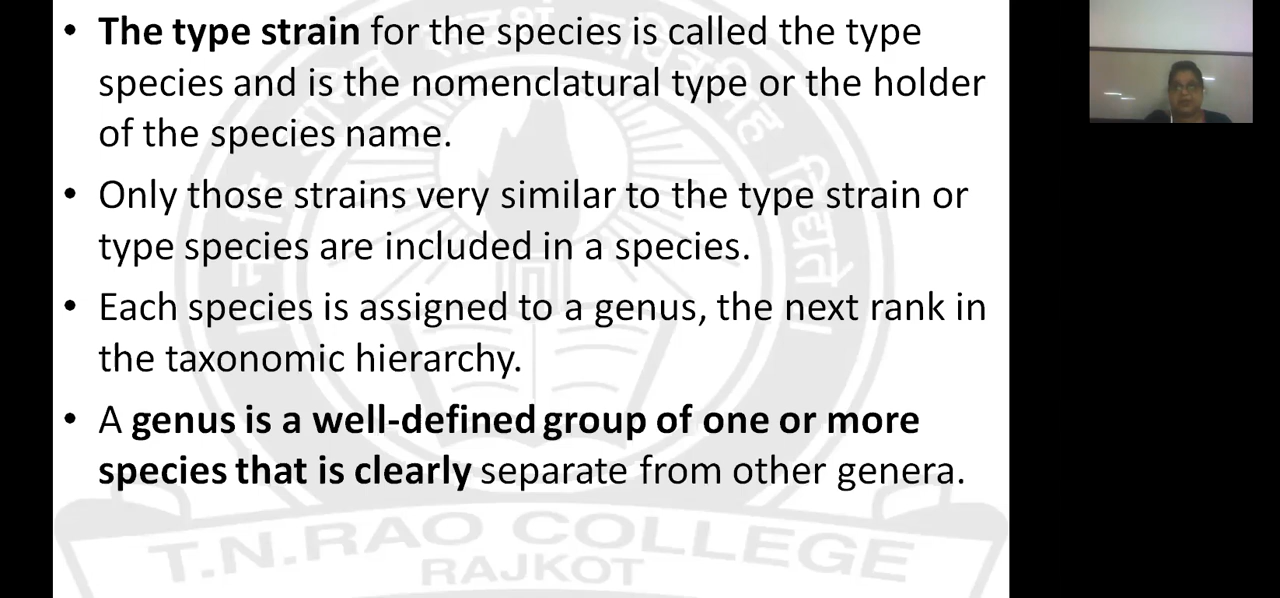 • The type strain for the species is called the type
species and is the nomenclatural type or the holder
of the species name.
• Only those strains very similar to the type strain or
type species are included in a species.
• Each species is assigned to a genus, the next rank in
the taxonomic hierarchy.
• A genus is a well-defined group of one or more
species that is clearly separate from other genera.
T.N.RAO COLLEGE
RAJKOT